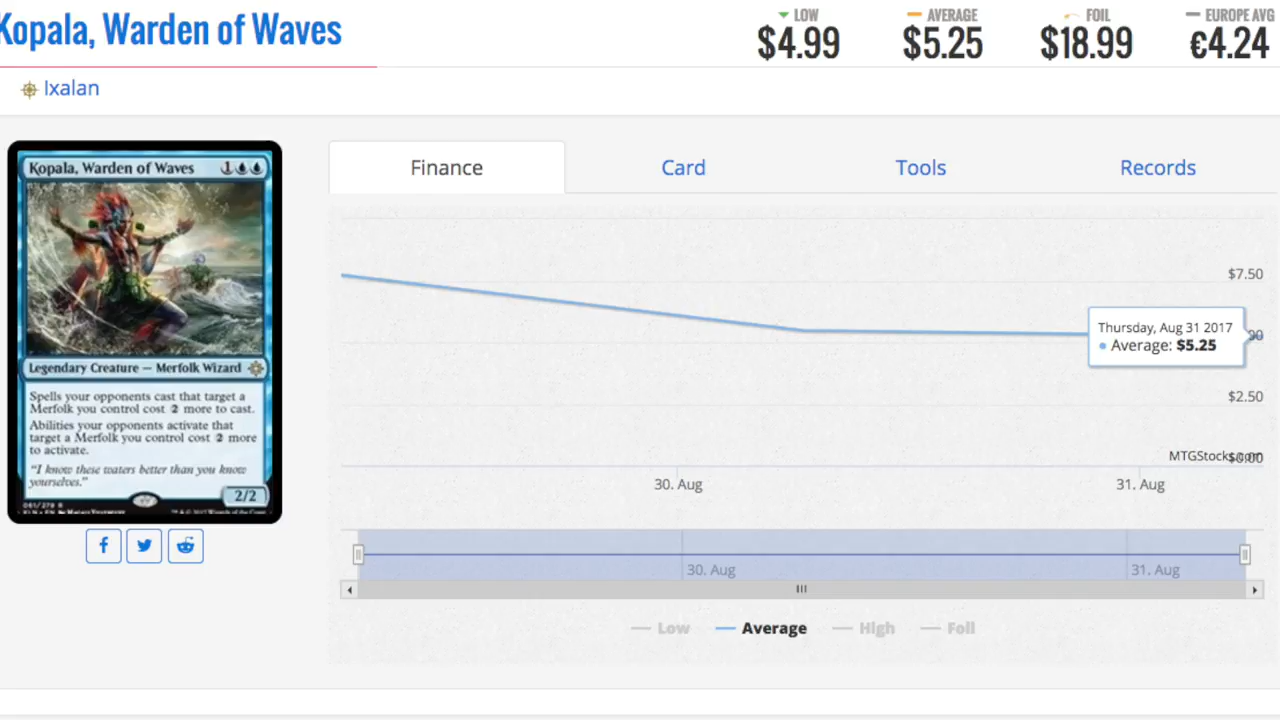 Kopala, Warden of Waves
LOW
AVERAGE
FOIL
EUROPE AVG
$4.99
$5.25
$18.99
€4.24
Ixalan
Finance
Card
Tools
Records
Kopala, Warden of Waves 1
Legendary Creature — Merfolk Wizard
Spells your opponents cast that target a
Merfolk you control cost 2 more to cast.
Abilities your opponents activate that
target a Merfolk you control cost 2 more
to activate.
"I know these waters better than you know
yourselves."
2/2
$7.50
Thursday, Aug 31 2017
Average: $5.25
$2.50
MTGStocks.com
$0.00
30. Aug
31. Aug
30. Aug
31. Aug
Low
Average
High
Foil